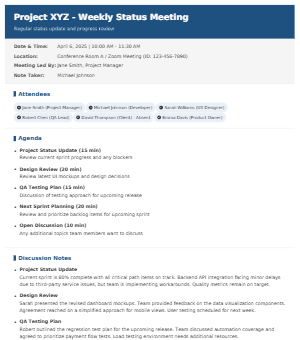 Project XYZ - Weekly Status Meeting
Regular status update and progress review
Date & Time: April 6, 2025 | 10:00 AM - 11:30 AM
Location: Conference Room A / Zoom Meeting (ID: 123-456-7890)
Meeting Led By: Jane Smith, Project Manager
Note Taker: Michael Johnson
Attendees
Jane Smith (Project Manager) Michael Johnson (Developer) Sarah Williams (UX Designer)
Robert Chen (QA Lead) David Thompson (Client) - Absent Emma Davis (Product Owner)
Agenda
• Project Status Update (15 min)
Review current sprint progress and any blockers
• Design Review (20 min)
Review latest UI mockups and design decisions
• QA Testing Plan (15 min)
Discussion of testing approach for upcoming release
• Next Sprint Planning (20 min)
Review and prioritize backlog items for upcoming sprint
• Open Discussion (10 min)
Any additional topics team members want to discuss
Discussion Notes
• Project Status Update
Current sprint is 80% complete with all critical path items on track. Backend API integration facing minor delays
due to third-party service issues, but team is implementing workarounds. Quality metrics remain on target.
• Design Review
Sarah presented the revised dashboard mockups. Team provided feedback on the data visualization components.
Agreement reached on a simplified approach for mobile views. User testing scheduled for next week.
• QA Testing Plan
Robert outlined the regression test plan for the upcoming release. Team discussed automation coverage and
agreed to prioritize payment flow tests. Load testing environment needs additional resources.